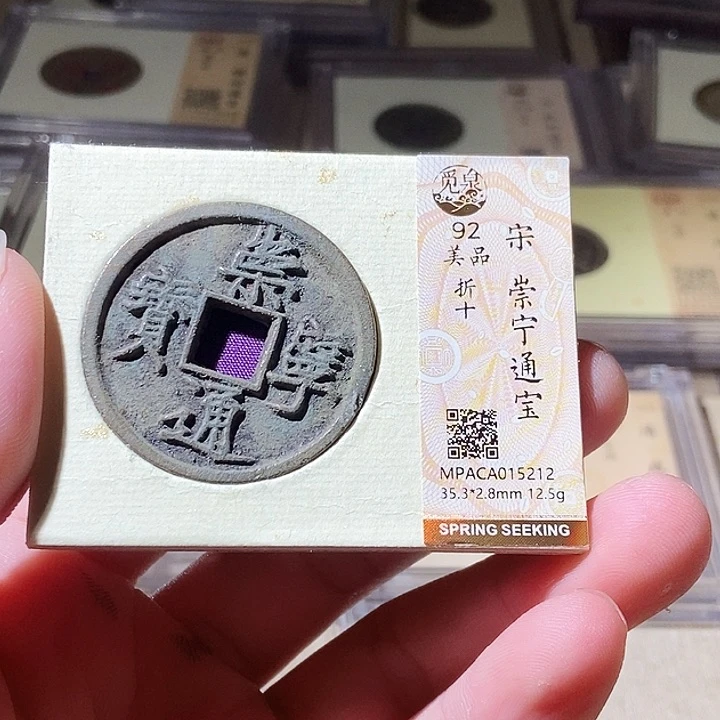 崇寧通寳
觅泉
92
美品
折十
宋 崇宁通宝
MPACA015212
35.3*2.8mm 12.5g
SPRING SEEKING